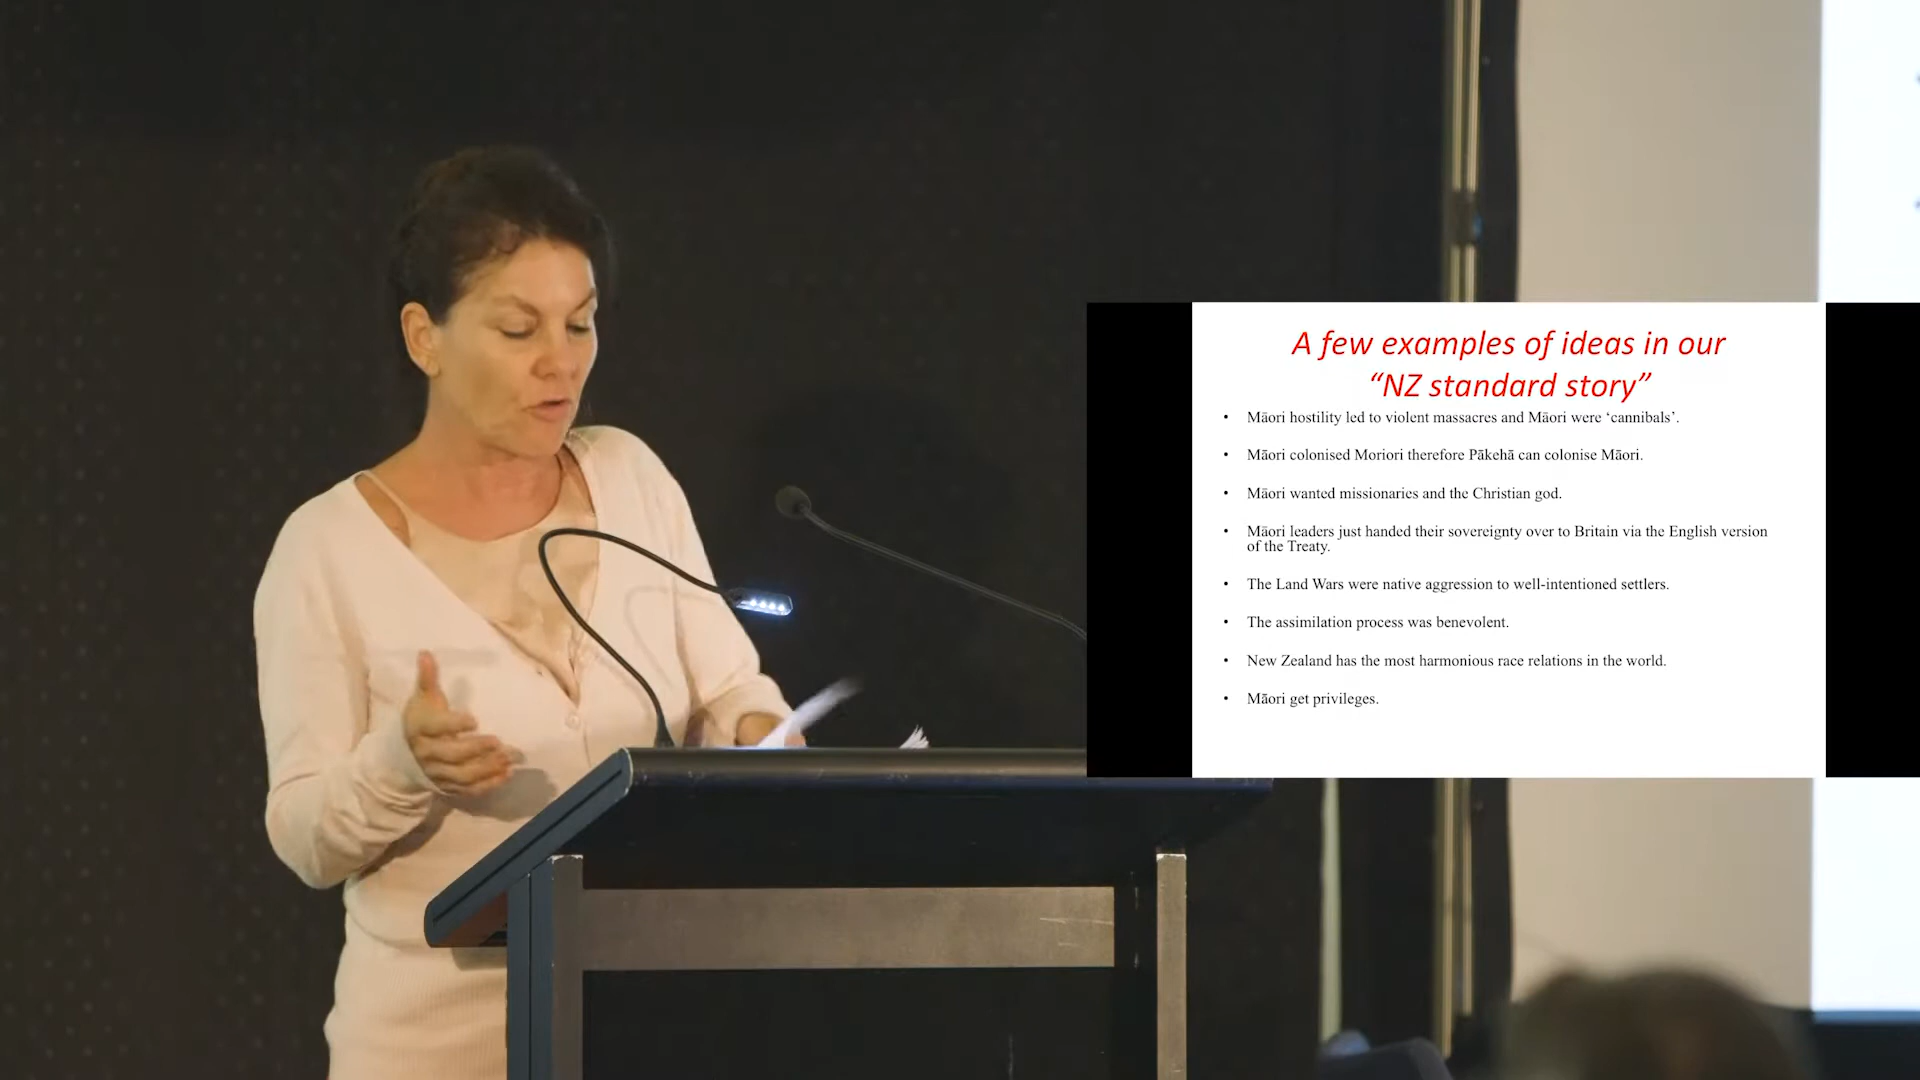 A few examples of ideas in our
“NZ standard story”
• Māori hostility led to violent massacres and Māori were ‘cannibals’.
• Māori colonised Moriori therefore Pākehā can colonise Māori.
• Māori wanted missionaries and the Christian god.
• Māori leaders just handed their sovereignty over to Britain via the English version
of the Treaty.
• The Land Wars were native aggression to well-intentioned settlers.
• The assimilation process was benevolent.
• New Zealand has the most harmonious race relations in the world.
• Māori get privileges.